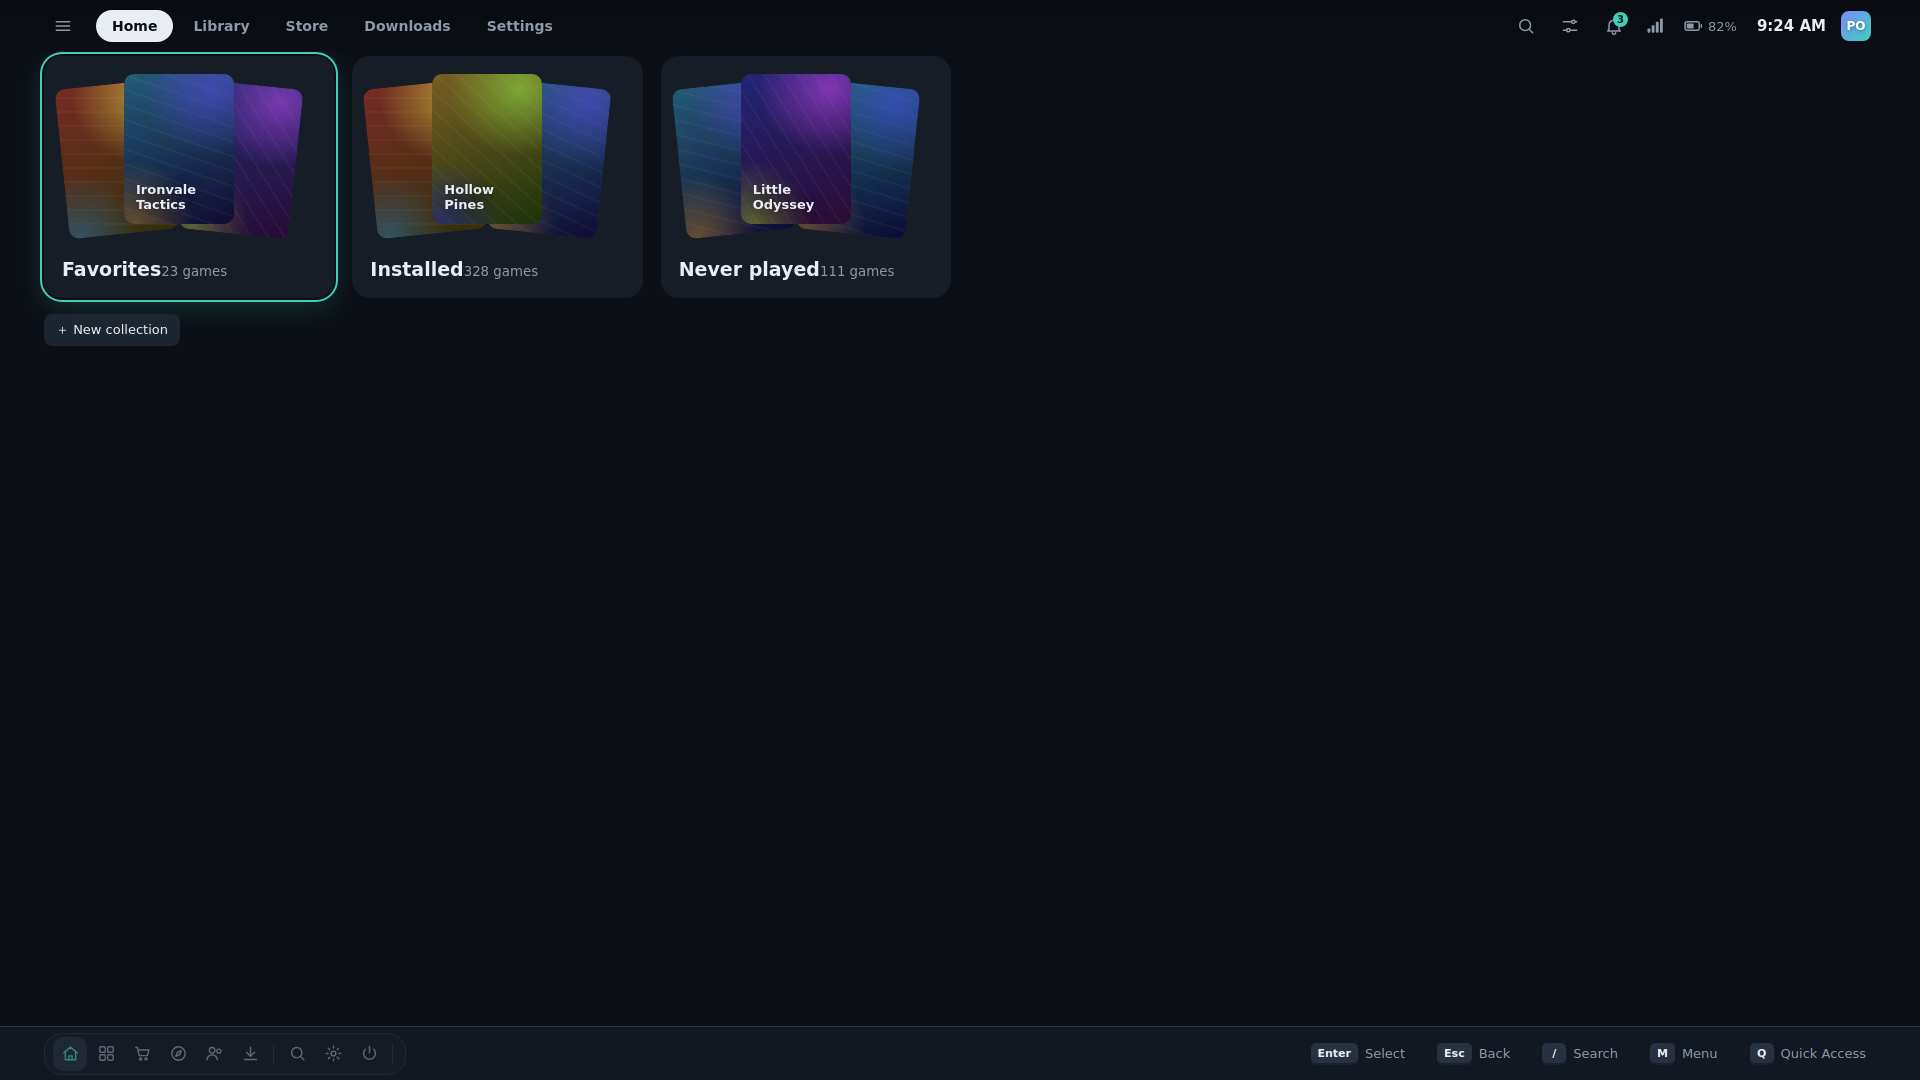 Home Library Store Downloads Settings 3 82% 9:24 AM PO
Ironvale
Tactics
Favorites 23 games
Hollow
Pines
Installed 328 games
Little
Odyssey
Never played 111 games
+ New collection
Enter Select Esc Back / Search M Menu Q Quick Access